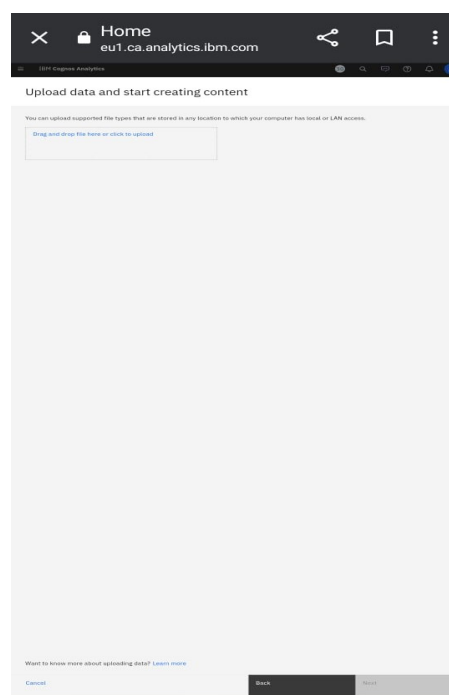 Home
eu1.ca.analytics.ibm.com
IBM Cognos Analytics
Upload data and start creating content
You can upload supported file types that are stored in any location to which your computer has local or LAN access.
Drag and drop file here or click to upload
Want to know more about uploading data? Learn more
Cancel
Back
Next